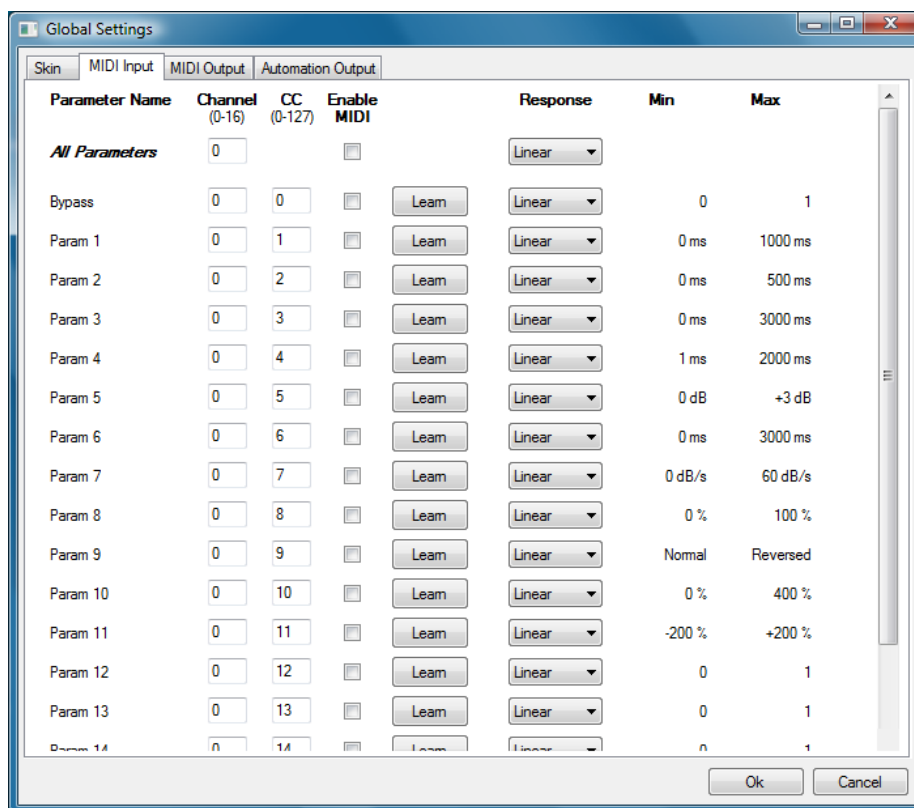 Global Settings
Skin MIDI Input MIDI Output Automation Output
Parameter Name Channel CC Enable Response Min Max
(0-16) (0-127) MIDI
All Parameters 0 Linear
Bypass 0 0 Learn Linear 0 1
Param 1 0 1 Learn Linear 0 ms 1000 ms
Param 2 0 2 Learn Linear 0 ms 500 ms
Param 3 0 3 Learn Linear 0 ms 3000 ms
Param 4 0 4 Learn Linear 1 ms 2000 ms
Param 5 0 5 Learn Linear 0 dB +3 dB
Param 6 0 6 Learn Linear 0 ms 3000 ms
Param 7 0 7 Learn Linear 0 dB/s 60 dB/s
Param 8 0 8 Learn Linear 0 % 100 %
Param 9 0 9 Learn Linear Normal Reversed
Param 10 0 10 Learn Linear 0 % 400 %
Param 11 0 11 Learn Linear -200 % +200 %
Param 12 0 12 Learn Linear 0 1
Param 13 0 13 Learn Linear 0 1
Param 14 0 14 Learn Linear 0 1
Ok Cancel